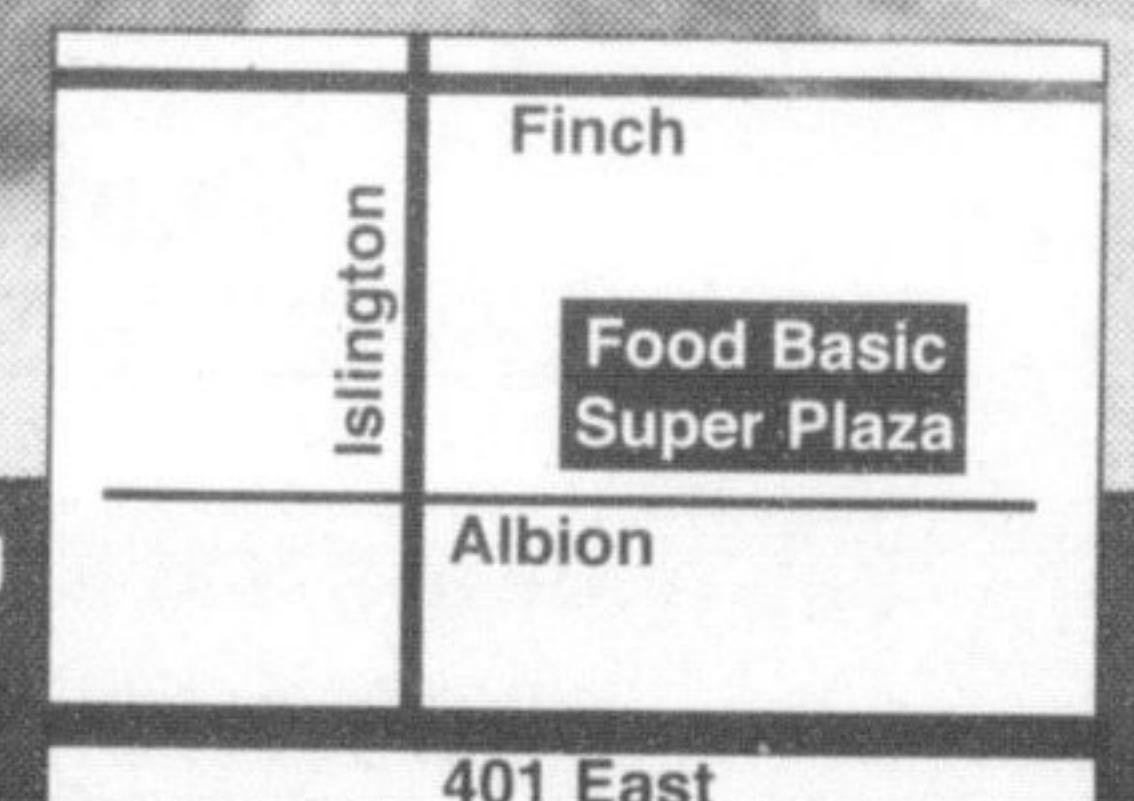 Finch
Islington
Food Basic
Super Plaza
Albion
401 East